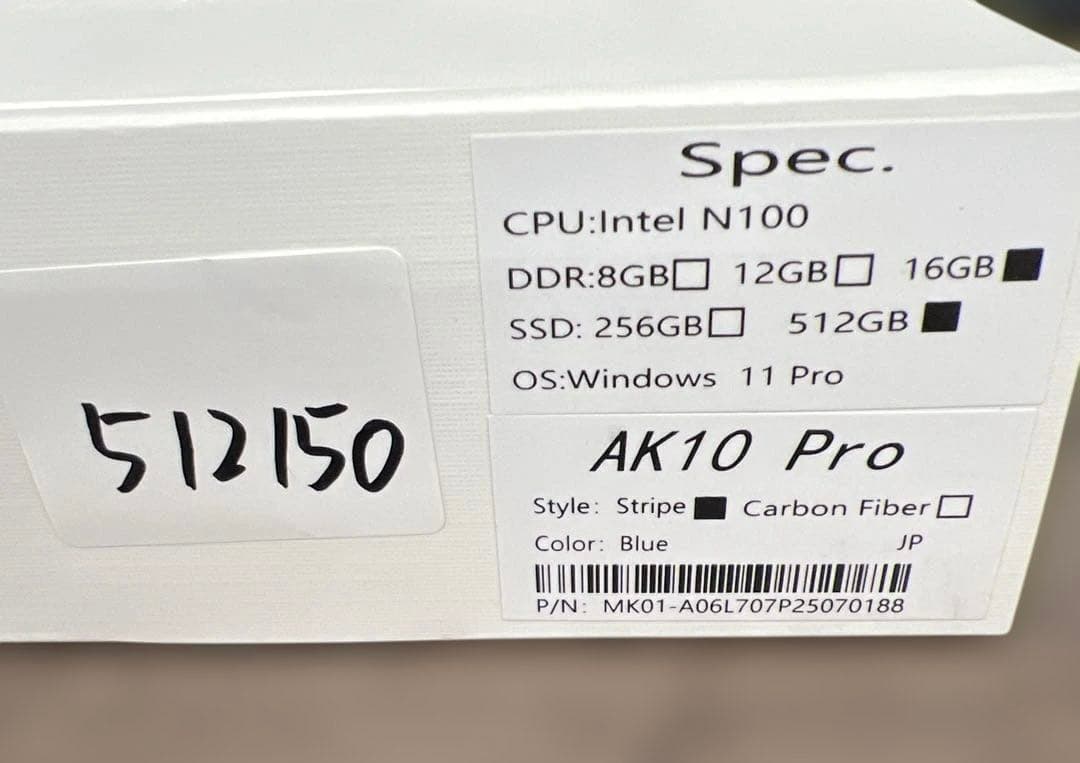 Spec.
CPU:Intel N100
DDR:8GB□ 12GB□ 16GB■
SSD: 256GB□ 512GB■
OS:Windows 11 Pro
512150
AK10 Pro
Style: Stripe■ Carbon Fiber□
Color: Blue JP
P/N: MK01-A06L707P25070188